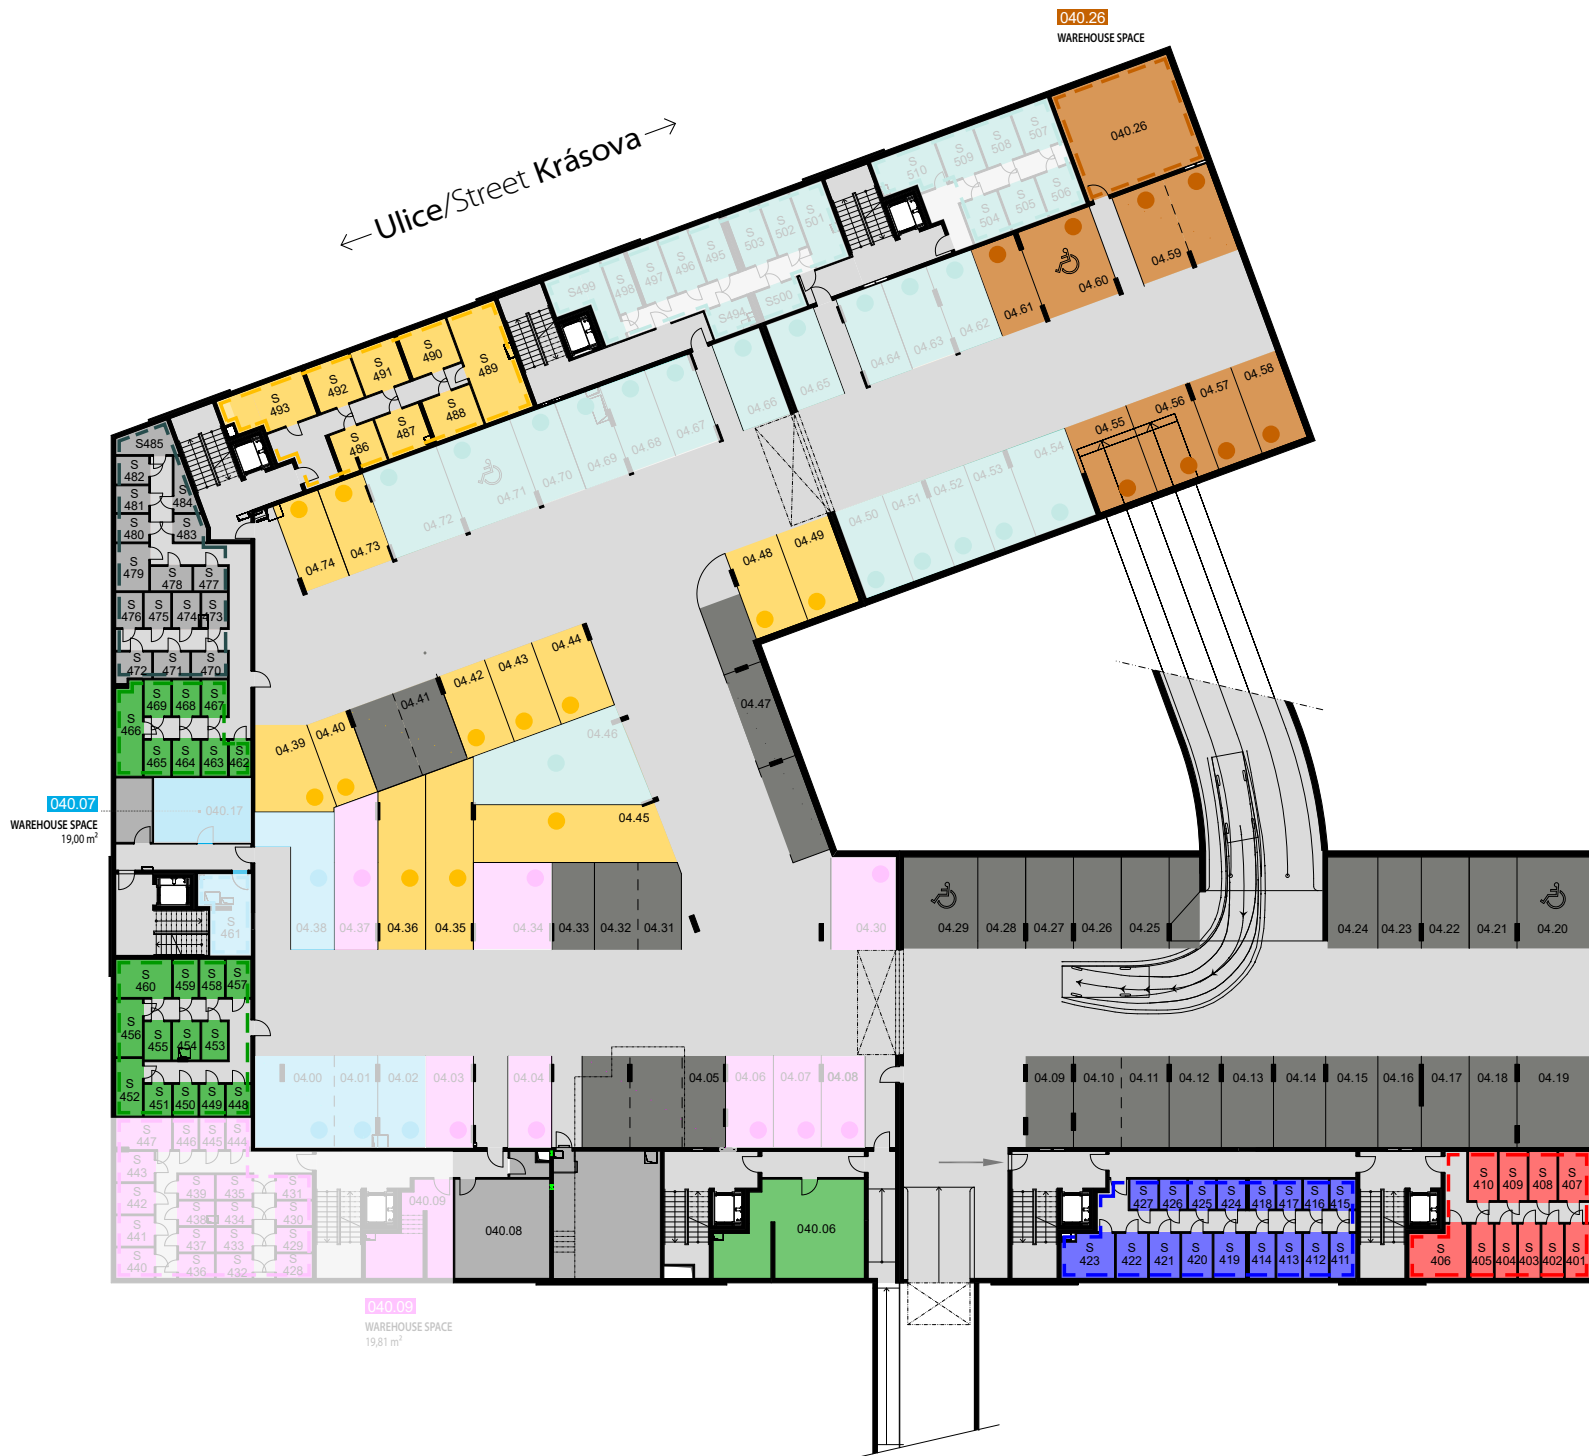 040.26
WAREHOUSE SPACE
←Ulice/Street Krásova→
040.26
S 507
S 508
S 509
S 510
S 506
S 505
S 504
S 501
S 502
S 503
S 495
S 496
S 497
S 498
S499
S500
S494
04.59
04.60
04.61
04.62
04.63
04.64
04.65
04.66
04.67
04.68
04.69
04.70
04.71
04.72
04.73
04.74
S 489
S 490
S 491
S 492
S 493
S 488
S 487
S 486
04.58
04.57
04.56
04.55
04.54
04.53
04.52
04.51
04.50
04.49
04.48
04.47
S485
S 482
S 481
S 484
S 480
S 483
S 479
S 478
S 477
S 476
S 475
S 474
S 473
S 472
S 471
S 470
S 469
S 468
S 467
S 466
S 465
S 464
S 463
S 462
04.44
04.43
04.42
04.41
04.40
04.39
04.46
04.45
040.07
WAREHOUSE SPACE
19,00 m²
040.17
S 461
04.38
04.37
04.36
04.35
04.34
04.33
04.32
04.31
04.30
04.29
04.28
04.27
04.26
04.25
04.24
04.23
04.22
04.21
04.20
S 460
S 459
S 458
S 457
S 456
S 455
S 454
S 453
S 452
S 451
S 450
S 449
S 448
04.00
04.01
04.02
04.03
04.04
04.05
04.06
04.07
04.08
04.09
04.10
04.11
04.12
04.13
04.14
04.15
04.16
04.17
04.18
04.19
S 447
S 446
S 445
S 444
S 443
S 442
S 441
S 440
S 439
S 435
S 431
S 438
S 434
S 430
S 437
S 433
S 429
S 436
S 432
S 428
040.09
040.08
040.06
S 427
S 426
S 425
S 424
S 418
S 417
S 416
S 415
S 423
S 422
S 421
S 420
S 419
S 414
S 413
S 412
S 411
S 410
S 409
S 408
S 407
S 406
S 405
S 404
S 403
S 402
S 401
040.09
WAREHOUSE SPACE
19,81 m²